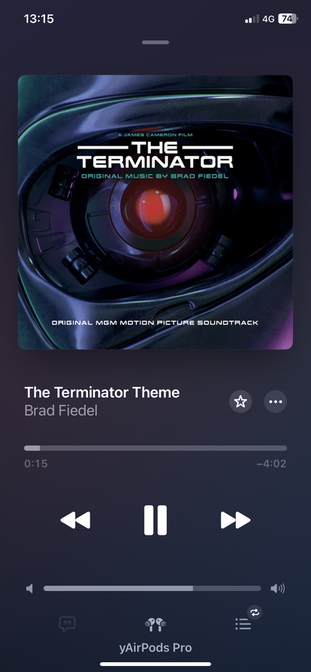 13:15
4G
74
A JAMES CAMERON FILM
THE
TERMINATOR
ORIGINAL MUSIC BY BRAD FIEDEL
ORIGINAL MGM MOTION PICTURE SOUNDTRACK
The Terminator Theme
Brad Fiedel
0:15
−4:02
yAirPods Pro